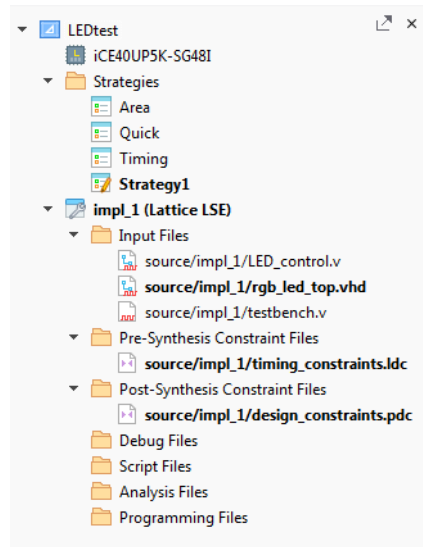 LEDtest
iCE40UP5K-SG48I
Strategies
Area
Quick
Timing
Strategy1
impl_1 (Lattice LSE)
Input Files
source/impl_1/LED_control.v
source/impl_1/rgb_led_top.vhd
source/impl_1/testbench.v
Pre-Synthesis Constraint Files
source/impl_1/timing_constraints.ldc
Post-Synthesis Constraint Files
source/impl_1/design_constraints.pdc
Debug Files
Script Files
Analysis Files
Programming Files